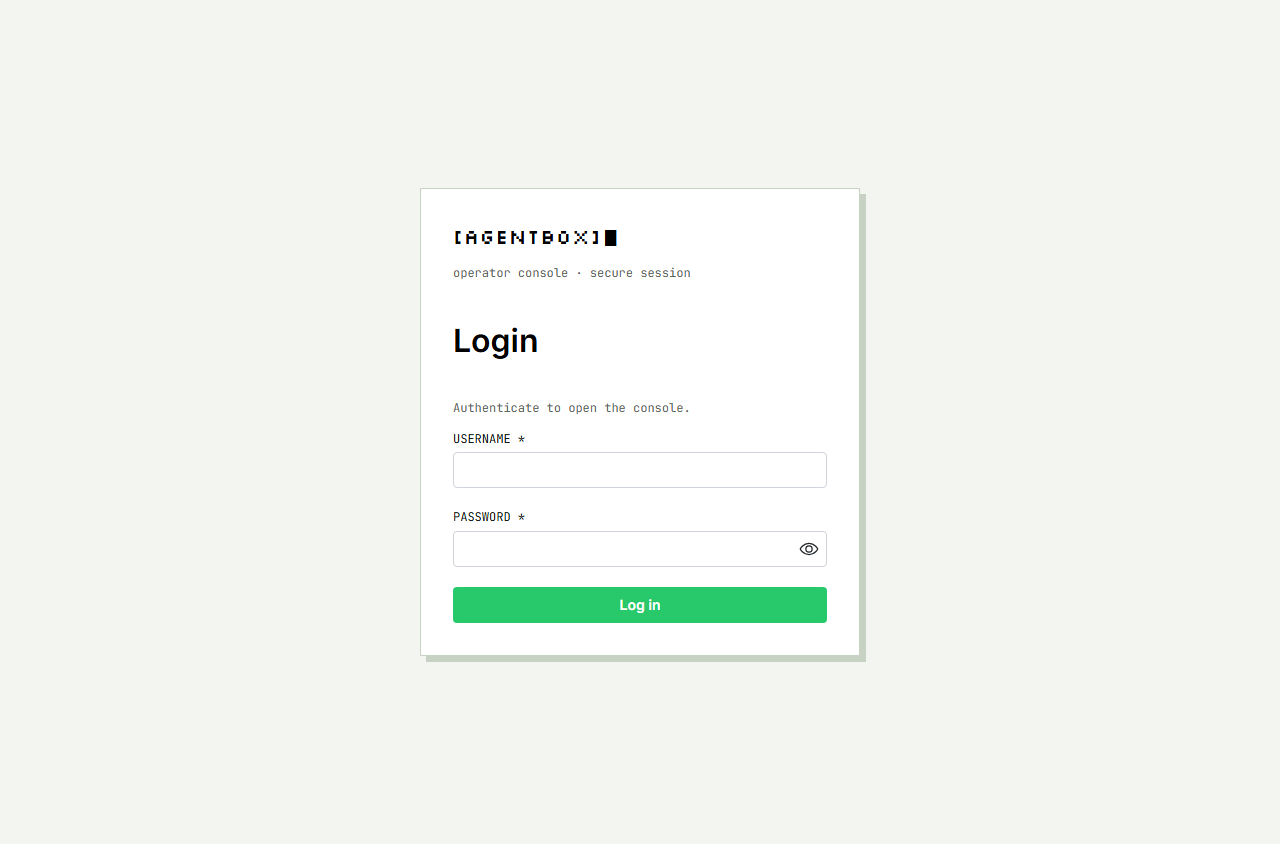 [AGENTBOX]█
operator console · secure session
Login
Authenticate to open the console.
USERNAME *
PASSWORD *
Log in